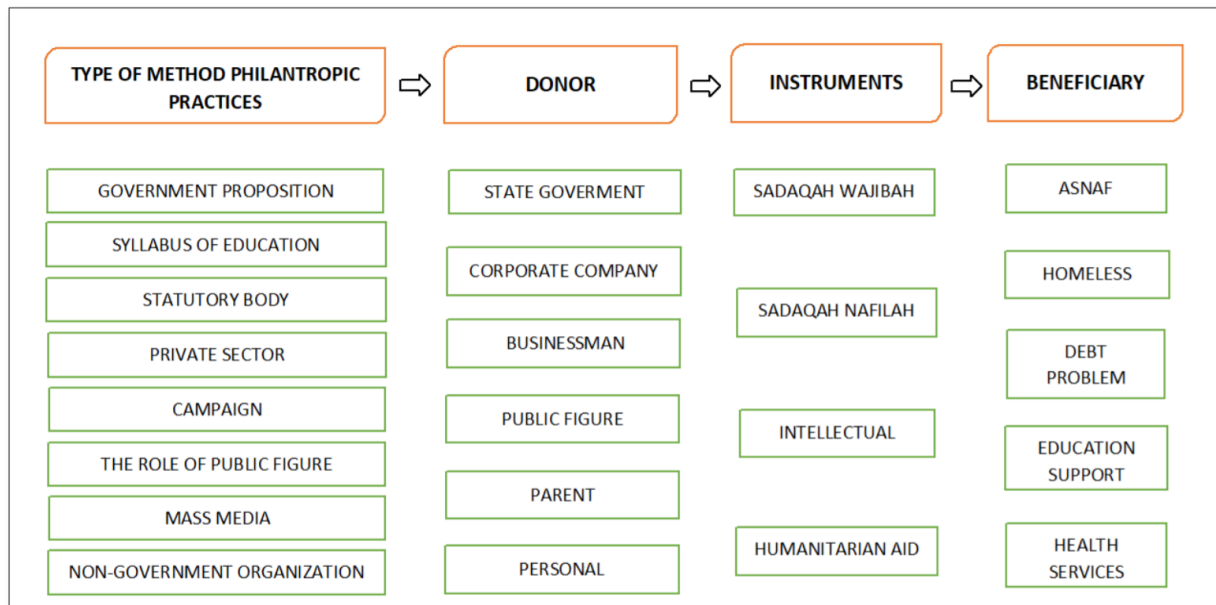 TYPE OF METHOD PHILANTROPIC
PRACTICES
DONOR
INSTRUMENTS
BENEFICIARY
GOVERNMENT PROPOSITION
SYLLABUS OF EDUCATION
STATUTORY BODY
PRIVATE SECTOR
CAMPAIGN
THE ROLE OF PUBLIC FIGURE
MASS MEDIA
NON-GOVERNMENT ORGANIZATION
STATE GOVERMENT
CORPORATE COMPANY
BUSINESSMAN
PUBLIC FIGURE
PARENT
PERSONAL
SADAQAH WAJIBAH
SADAQAH NAFILAH
INTELLECTUAL
HUMANITARIAN AID
ASNAF
HOMELESS
DEBT
PROBLEM
EDUCATION
SUPPORT
HEALTH
SERVICES